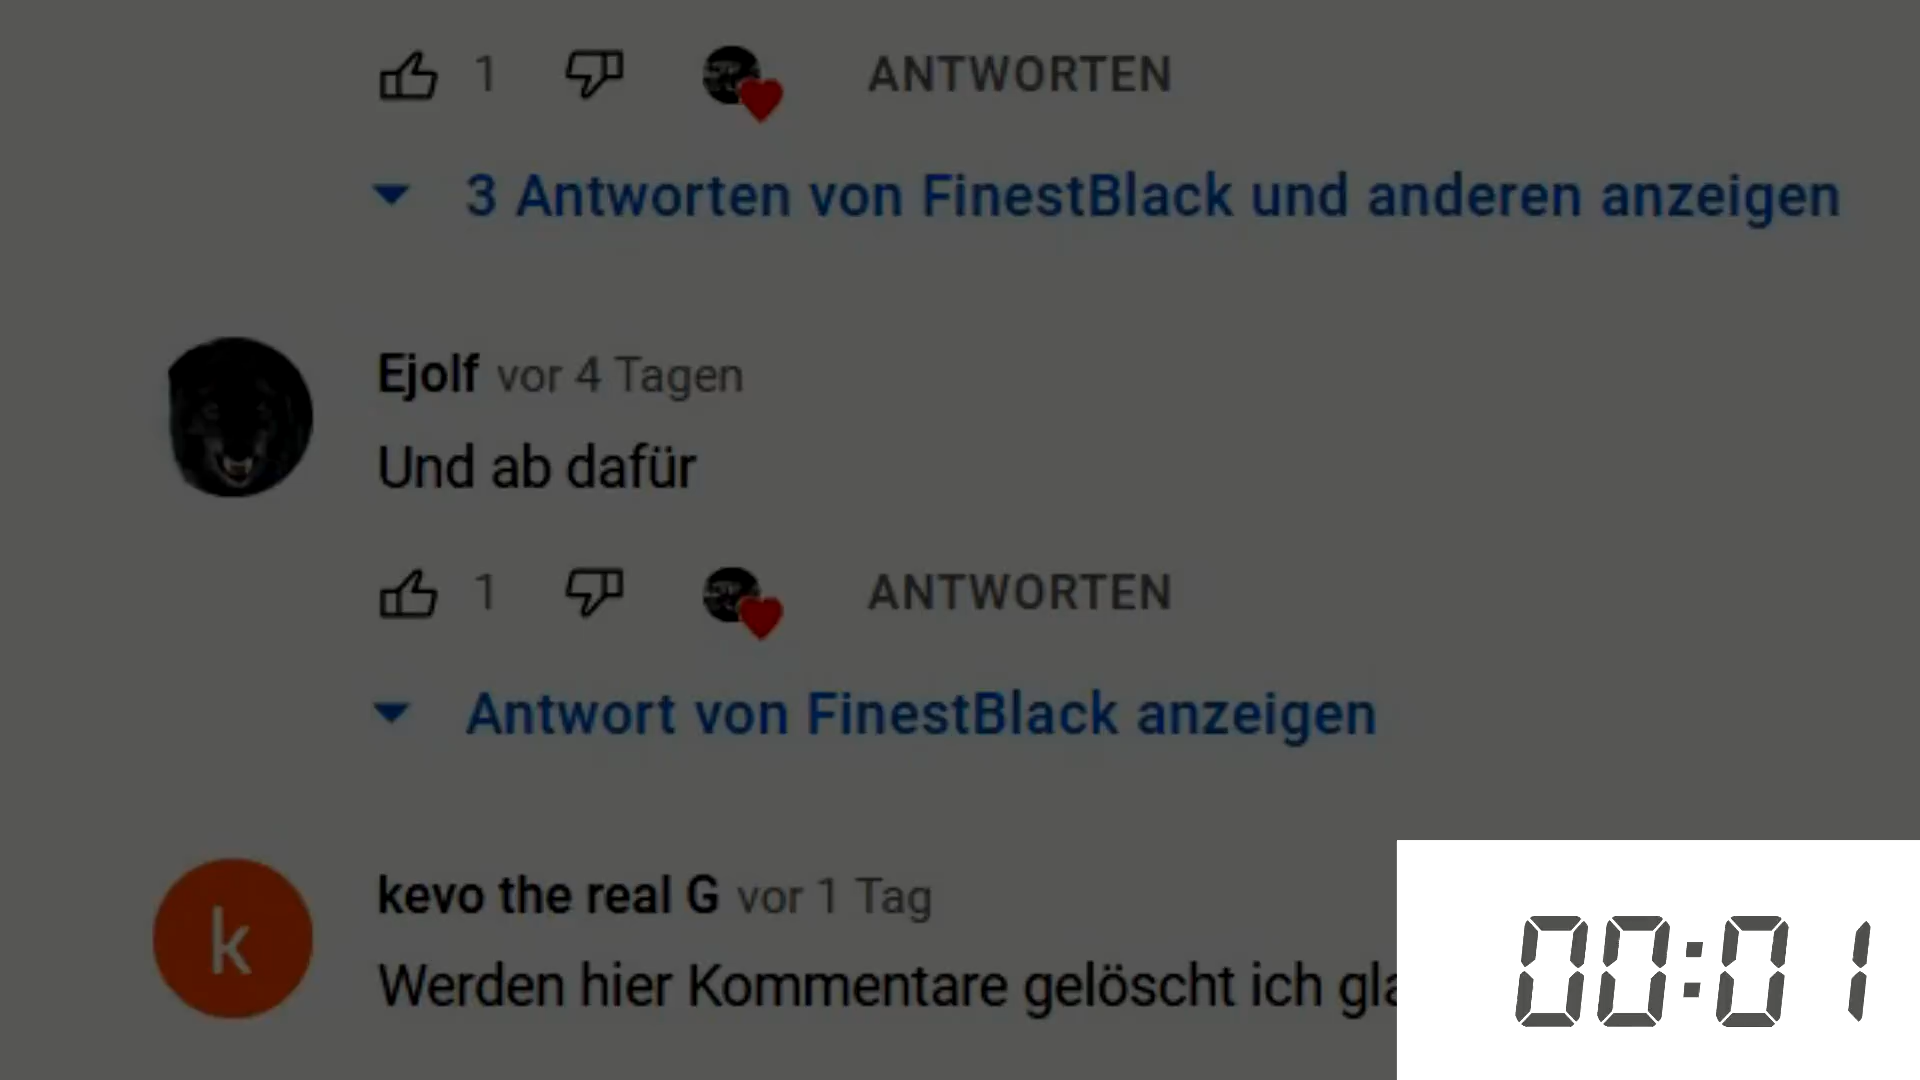 1 ANTWORTEN
3 Antworten von FinestBlack und anderen anzeigen
Ejolf vor 4 Tagen
Und ab dafür
1 ANTWORTEN
Antwort von FinestBlack anzeigen
k
kevo the real G vor 1 Tag
Werden hier Kommentare gelöscht ich
00:01